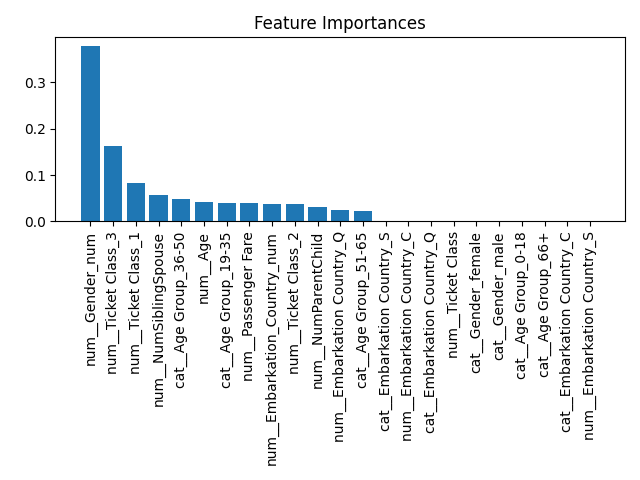 Feature Importances
0.3
0.2
0.1
0.0
num__Gender_num
num__Ticket Class_3
num__Ticket Class_1
num__NumSiblingSpouse
cat__Age Group_36-50
num__Age
cat__Age Group_19-35
num__Passenger Fare
num__Embarkation_Country_num
num__Ticket Class_2
num__NumParentChild
num__Embarkation Country_Q
cat__Age Group_51-65
cat__Embarkation Country_S
num__Embarkation Country_C
cat__Embarkation Country_Q
num__Ticket Class
cat__Gender_female
cat__Gender_male
cat__Age Group_0-18
cat__Age Group_66+
cat__Embarkation Country_C
num__Embarkation Country_S